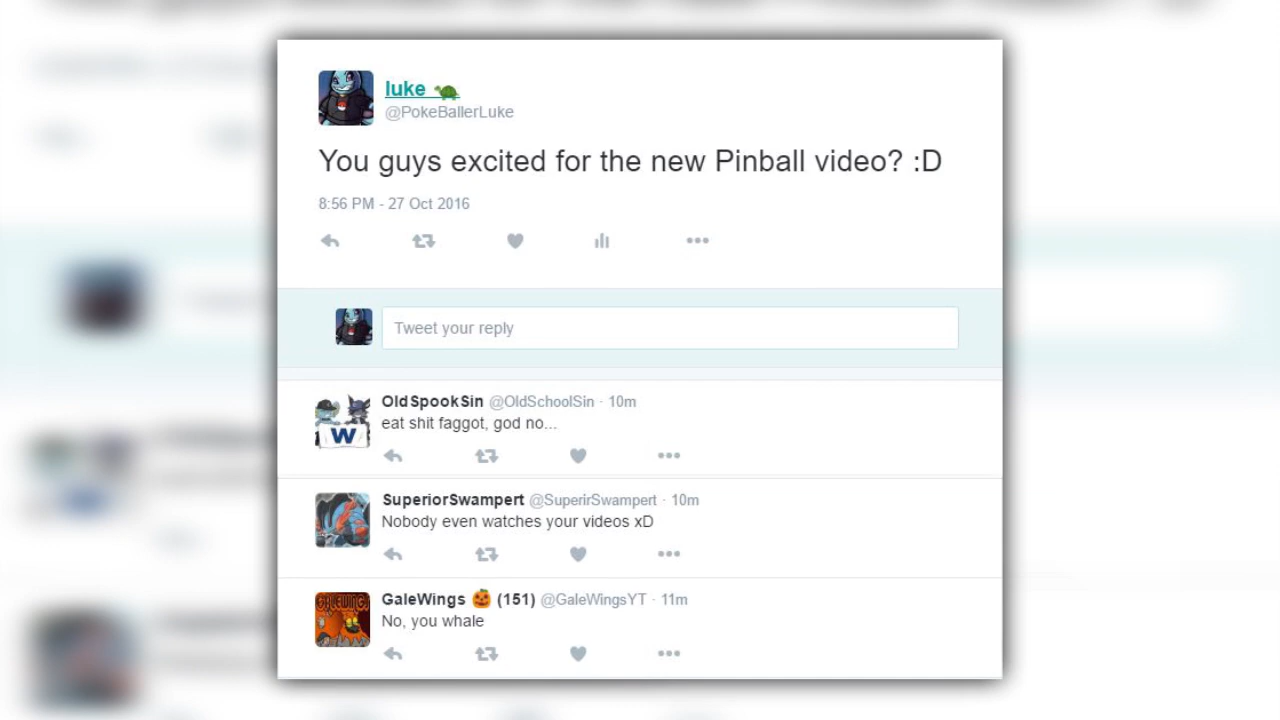 luke
@PokeBallerLuke
You guys excited for the new Pinball video? :D
8:56 PM - 27 Oct 2016
Tweet your reply
OldSpookSin @OldSchoolSin · 10m
eat shit faggot, god no...
W
SuperiorSwampert @SuperirSwampert · 10m
Nobody even watches your videos xD
GaleWings 🎃 (151) @GaleWingsYT · 11m
GALEWINGS
No, you whale